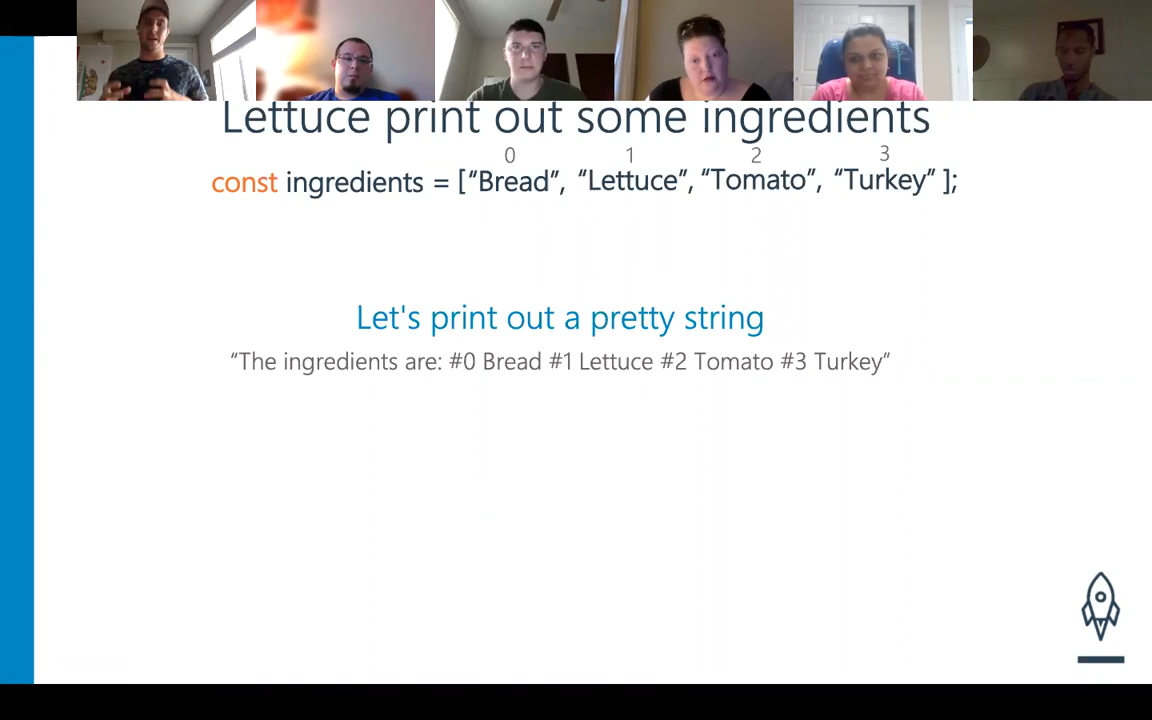 Lettuce print out some ingredients
0 1 2 3
const ingredients = [“Bread”, “Lettuce”, “Tomato”, “Turkey” ];
Let's print out a pretty string
“The ingredients are: #0 Bread #1 Lettuce #2 Tomato #3 Turkey”